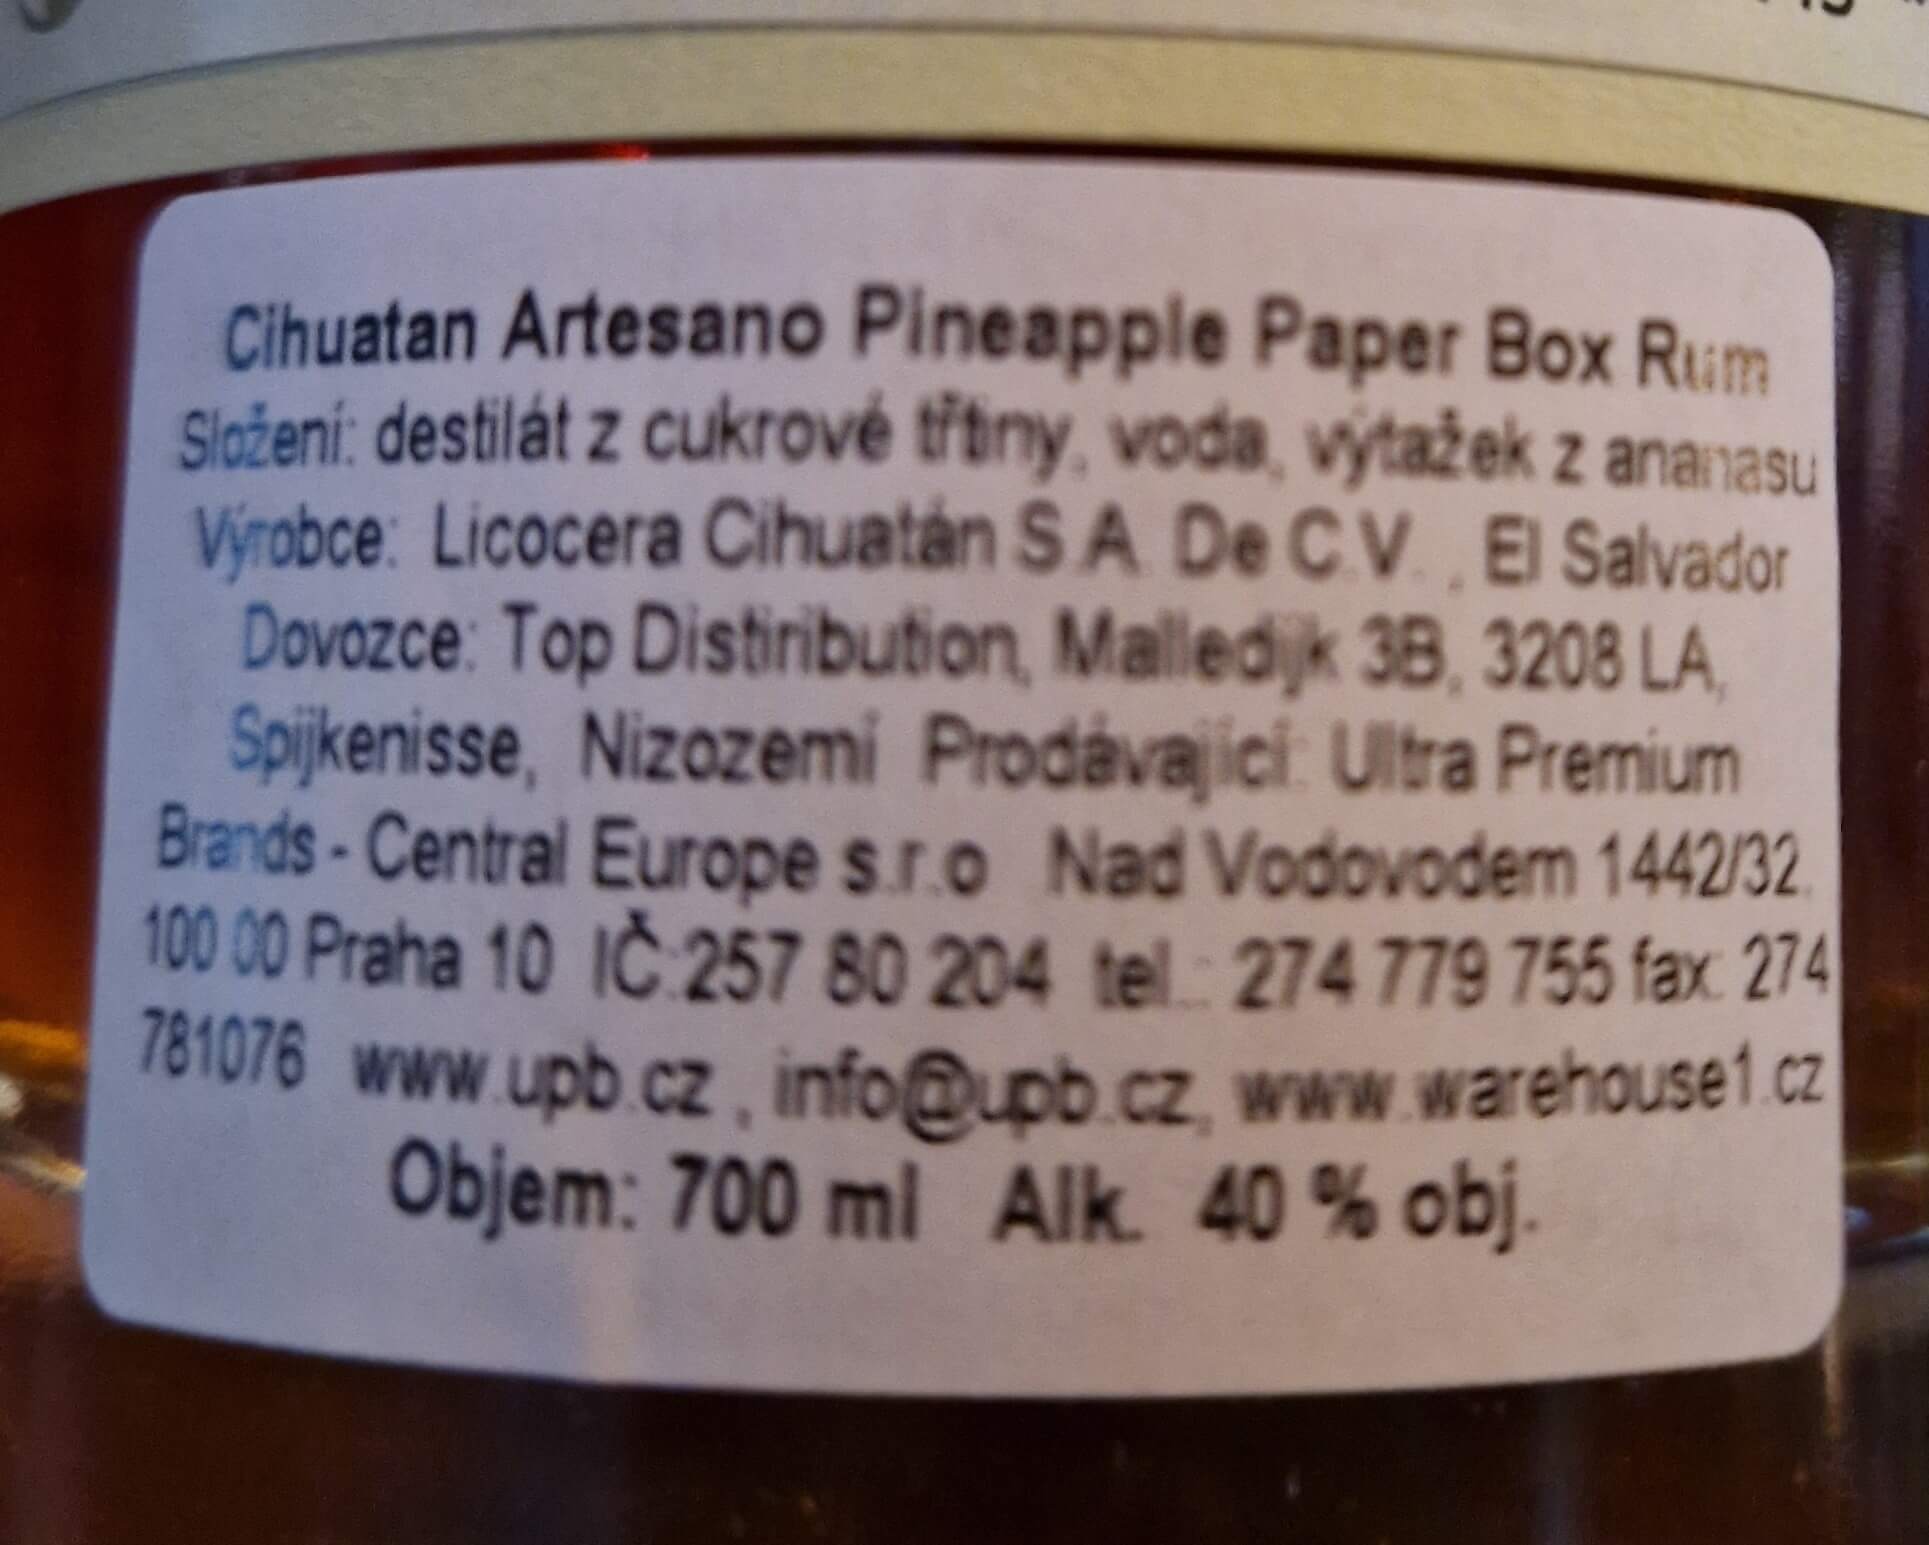 Cihuatan Artesano Pineapple Paper Box Rum
Složení: destilát z cukrové třtiny, voda, výtažek z ananasu
Výrobce: Licocera Cihuatán S.A. De C.V. , El Salvador
Dovozce: Top Distiribution, Malledijk 3B, 3208 LA,
Spijkenisse, Nizozemí Prodávající: Ultra Premium
Brands - Central Europe s.r.o Nad Vodovodem 1442/32.
100 00 Praha 10 IČ:257 80 204 tel..: 274 779 755 fax: 274
781076 www.upb.cz , info@upb.cz, www.warehouse1.cz
Objem: 700 ml Alk. 40 % obj.